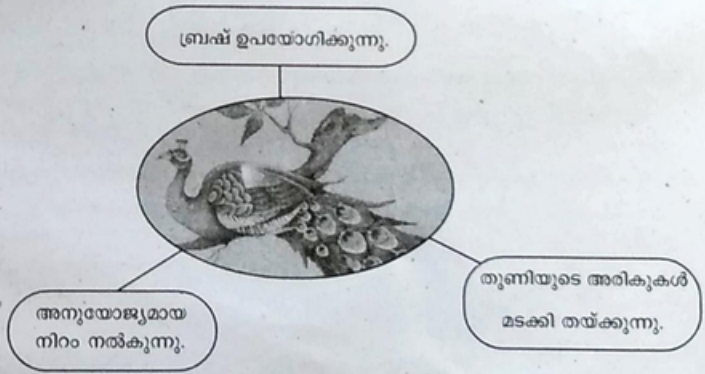 ബ്രഷ് ഉപയോഗിക്കുന്നു.
അനുയോജ്യമായ
നിറം നൽകുന്നു.
തുണിയുടെ അരികുകൾ
മടക്കി തയ്ക്കുന്നു.